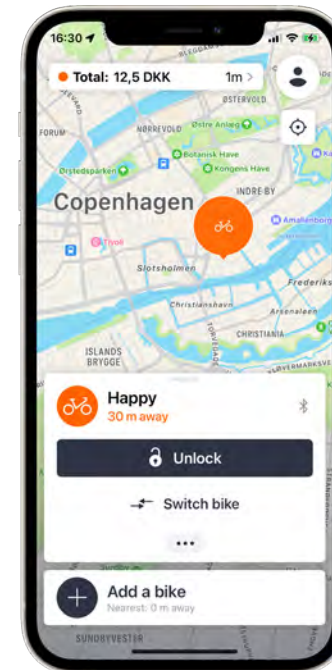 16:30
Total: 12,5 DKK 1m >
ØSTERVOLD
FORUM
NØRREVOLD
Østre Anlæg
Botanisk Have
Kongens Have
Ørstedsparken
INDRE BY
Copenhagen
Amalienborg
Tivoli
Slotsholmen
Frederiks
Christianshavn
Arsenaløen
TORVEGADE
CHRISTIANIA
ISLANDS
BRYGGE
Happy
30 m away
Unlock
Switch bike
•••
Add a bike
Nearest: 0 m away
SUNDBYVESTER